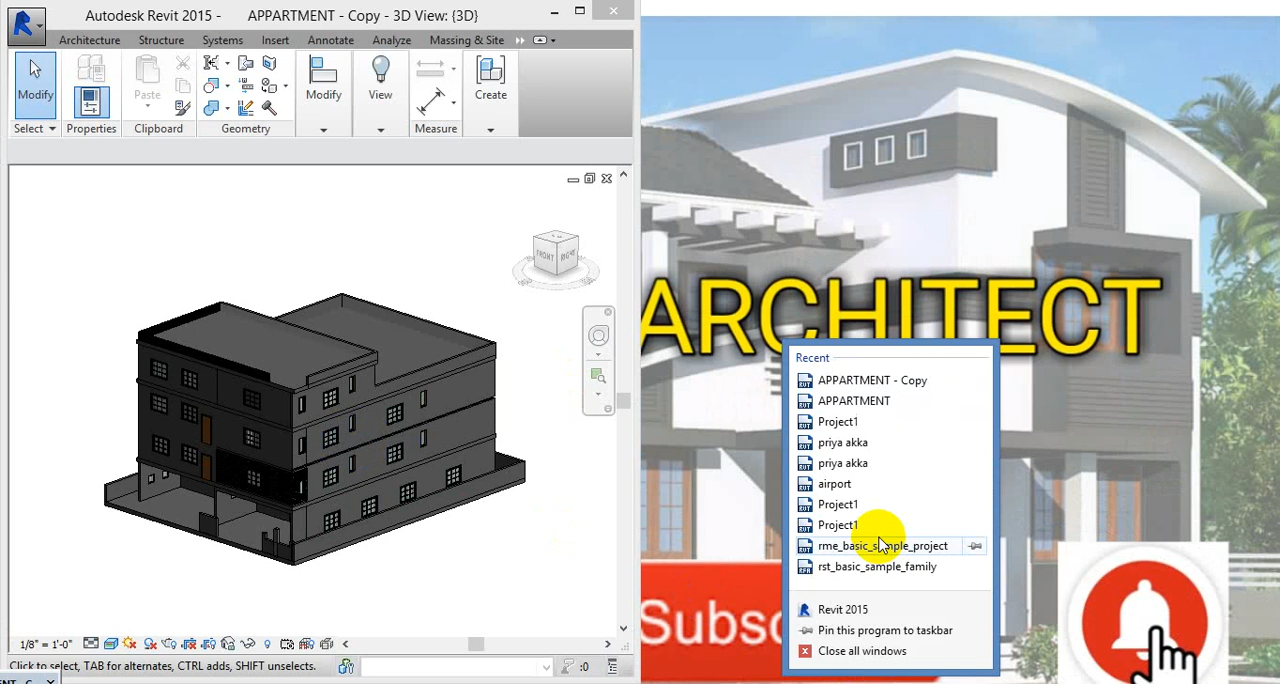 Autodesk Revit 2015 - APPARTMENT - Copy - 3D View: {3D}
Architecture Structure Systems Insert Annotate Analyze Massing & Site
Modify Paste Modify View Create
Select Properties Clipboard Geometry Measure
FRONT RIGHT
ARCHITECT
Recent
APPARTMENT - Copy
APPARTMENT
Project1
priya akka
priya akka
airport
Project1
Project1
rme_basic_sample_project
rst_basic_sample_family
Revit 2015
Pin this program to taskbar
Close all windows
Subsc
1/8" = 1'-0"
Click to select, TAB for alternates, CTRL adds, SHIFT unselects. :0